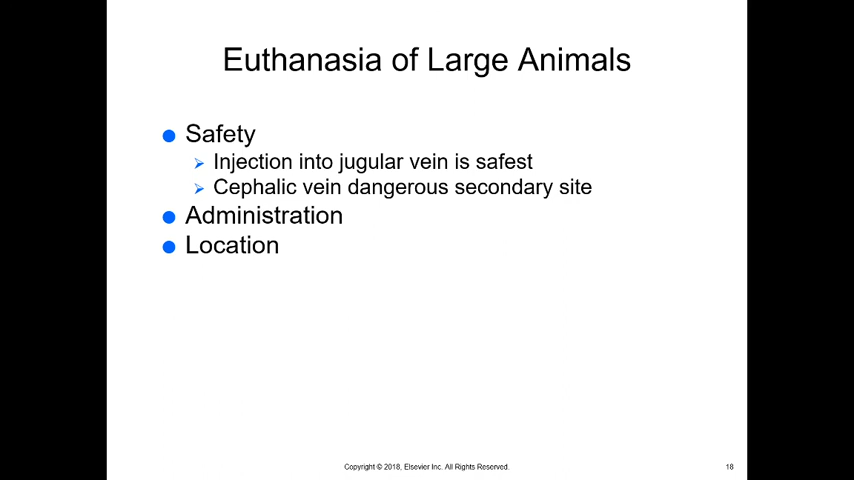 Euthanasia of Large Animals
Safety
Injection into jugular vein is safest
Cephalic vein dangerous secondary site
Administration
Location
Copyright © 2018, Elsevier Inc. All Rights Reserved.
18